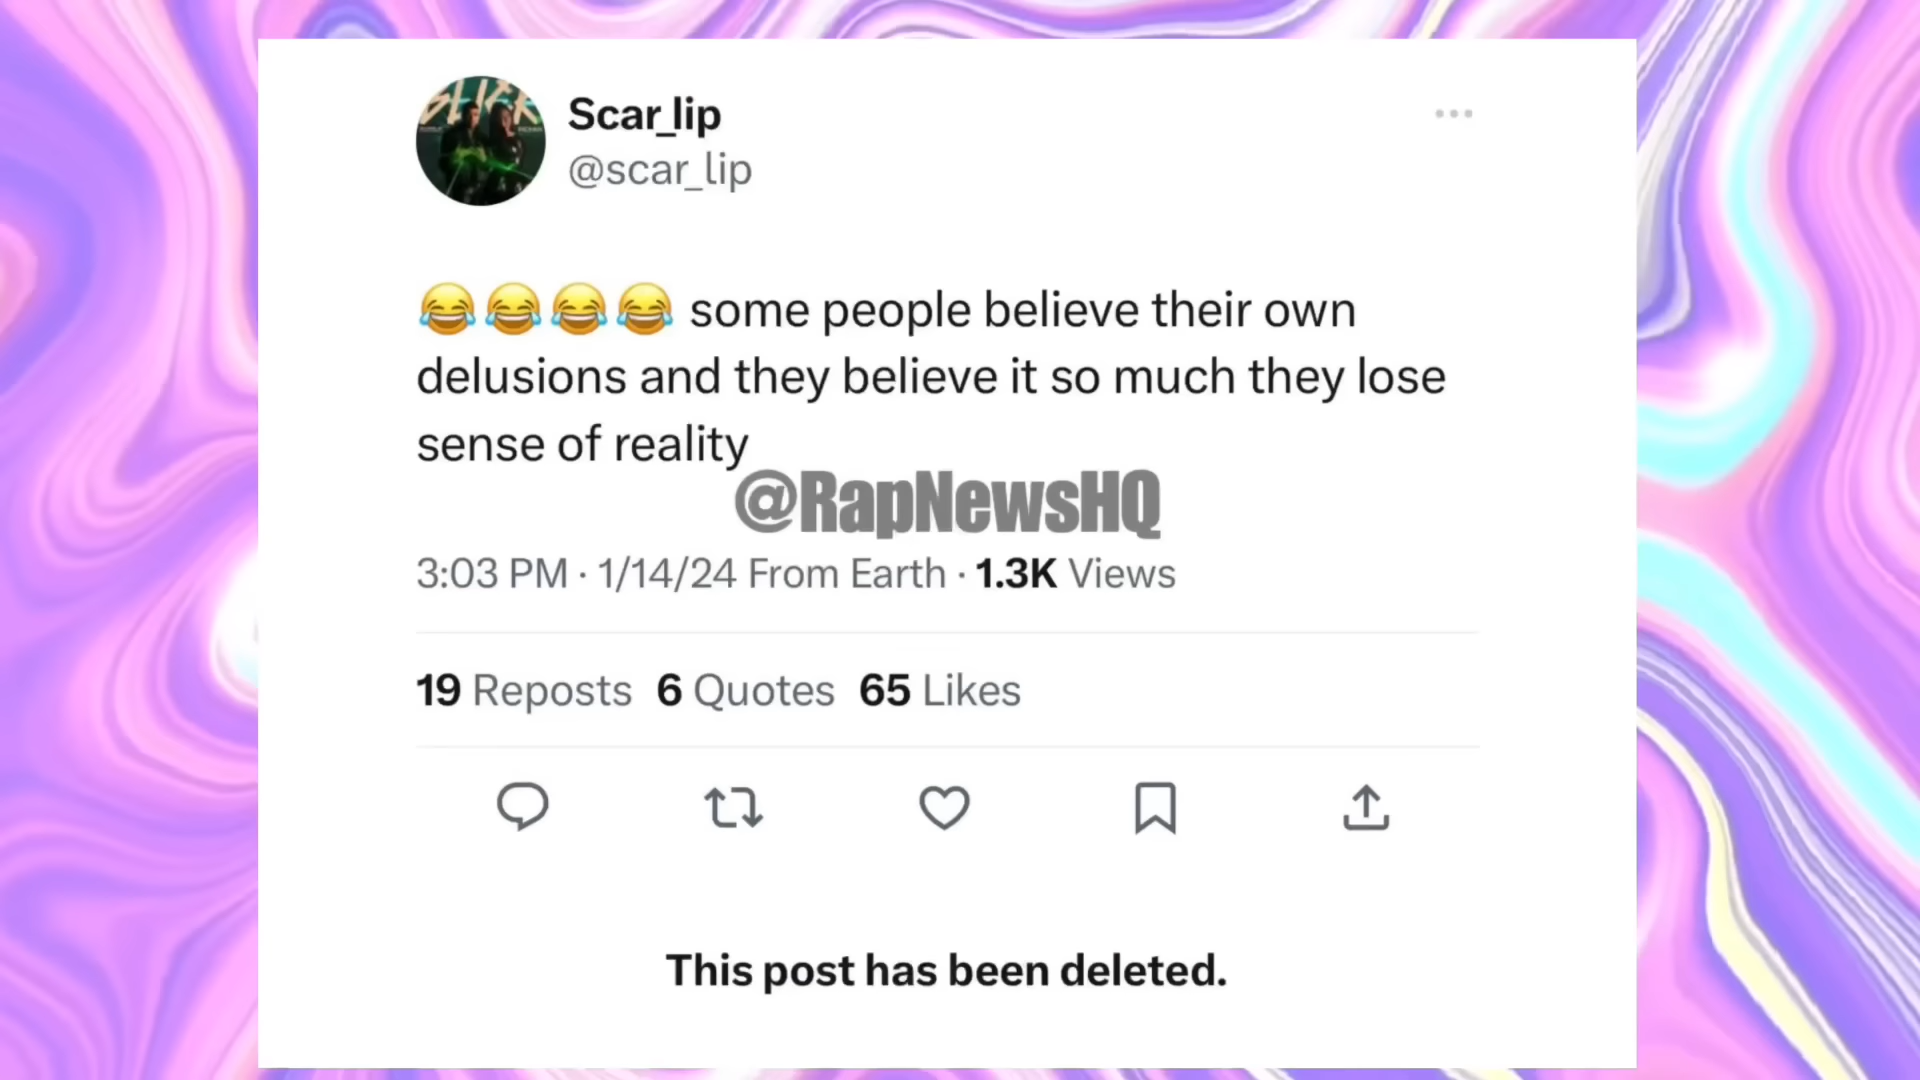 Scar_lip
@scar_lip
😂😂😂😂 some people believe their own
delusions and they believe it so much they lose
sense of reality
@RapNewsHQ
3:03 PM · 1/14/24 From Earth · 1.3K Views
19 Reposts 6 Quotes 65 Likes
This post has been deleted.